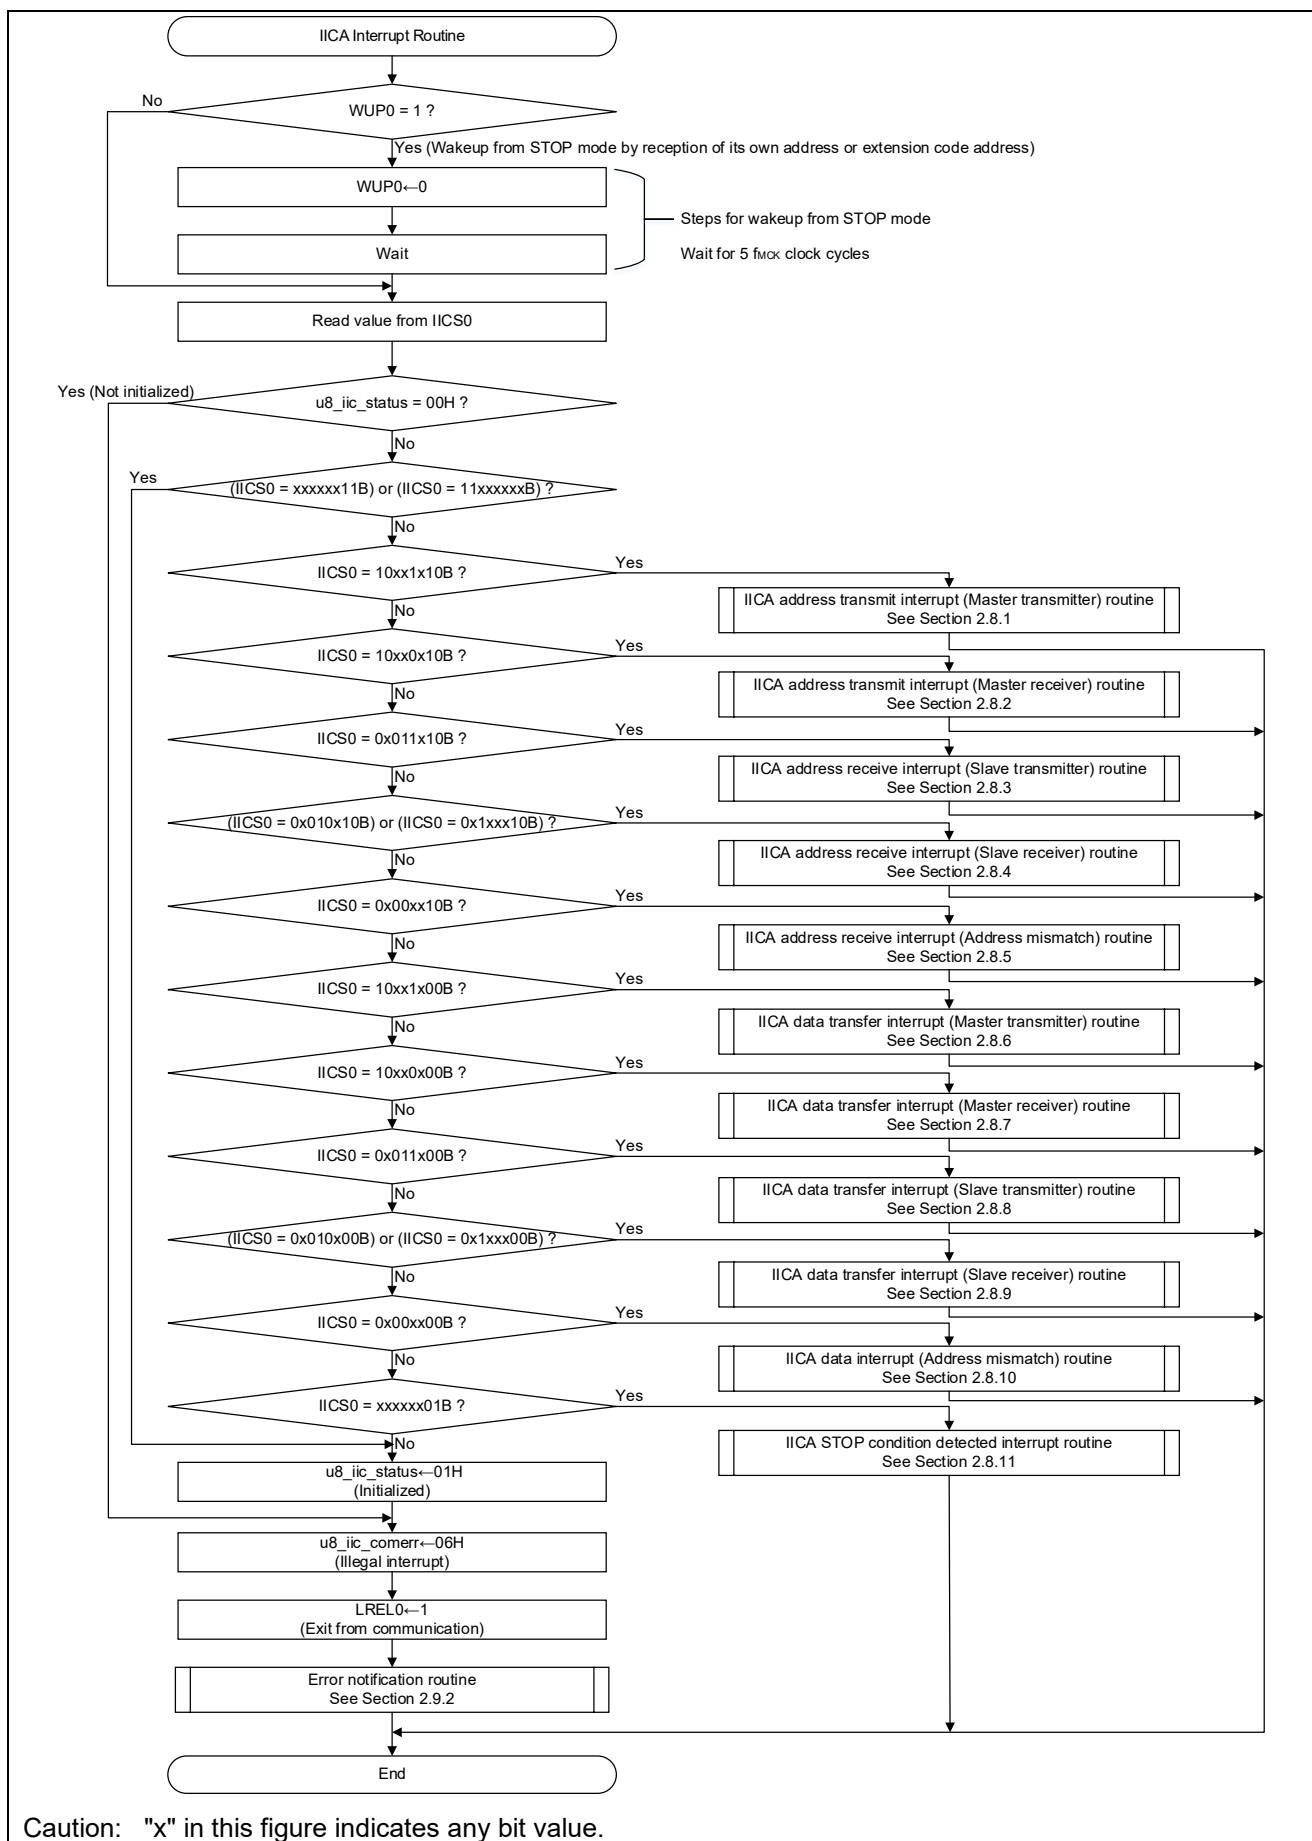 IICA Interrupt Routine
No
WUP0 = 1 ?
Yes (Wakeup from STOP mode by reception of its own address or extension code address)
WUP0←0
Steps for wakeup from STOP mode
Wait
Wait for 5 fMCK clock cycles
Read value from IICS0
Yes (Not initialized)
u8_iic_status = 00H ?
No
Yes
(IICS0 = xxxxxx11B) or (IICS0 = 11xxxxxxB) ?
No
IICS0 = 10xx1x10B ?
Yes
IICA address transmit interrupt (Master transmitter) routine
See Section 2.8.1
No
IICS0 = 10xx0x10B ?
Yes
IICA address transmit interrupt (Master receiver) routine
See Section 2.8.2
No
IICS0 = 0x011x10B ?
Yes
IICA address receive interrupt (Slave transmitter) routine
See Section 2.8.3
No
(IICS0 = 0x010x10B) or (IICS0 = 0x1xxx10B) ?
Yes
IICA address receive interrupt (Slave receiver) routine
See Section 2.8.4
No
IICS0 = 0x00xx10B ?
Yes
IICA address receive interrupt (Address mismatch) routine
See Section 2.8.5
No
IICS0 = 10xx1x00B ?
Yes
IICA data transfer interrupt (Master transmitter) routine
See Section 2.8.6
No
IICS0 = 10xx0x00B ?
Yes
IICA data transfer interrupt (Master receiver) routine
See Section 2.8.7
No
IICS0 = 0x011x00B ?
Yes
IICA data transfer interrupt (Slave transmitter) routine
See Section 2.8.8
No
(IICS0 = 0x010x00B) or (IICS0 = 0x1xxx00B) ?
Yes
IICA data transfer interrupt (Slave receiver) routine
See Section 2.8.9
No
IICS0 = 0x00xx00B ?
Yes
IICA data interrupt (Address mismatch) routine
See Section 2.8.10
No
IICS0 = xxxxxx01B ?
Yes
IICA STOP condition detected interrupt routine
See Section 2.8.11
No
u8_iic_status←01H
(Initialized)
u8_iic_comerr←06H
(Illegal interrupt)
LREL0←1
(Exit from communication)
Error notification routine
See Section 2.9.2
End
Caution: "x" in this figure indicates any bit value.